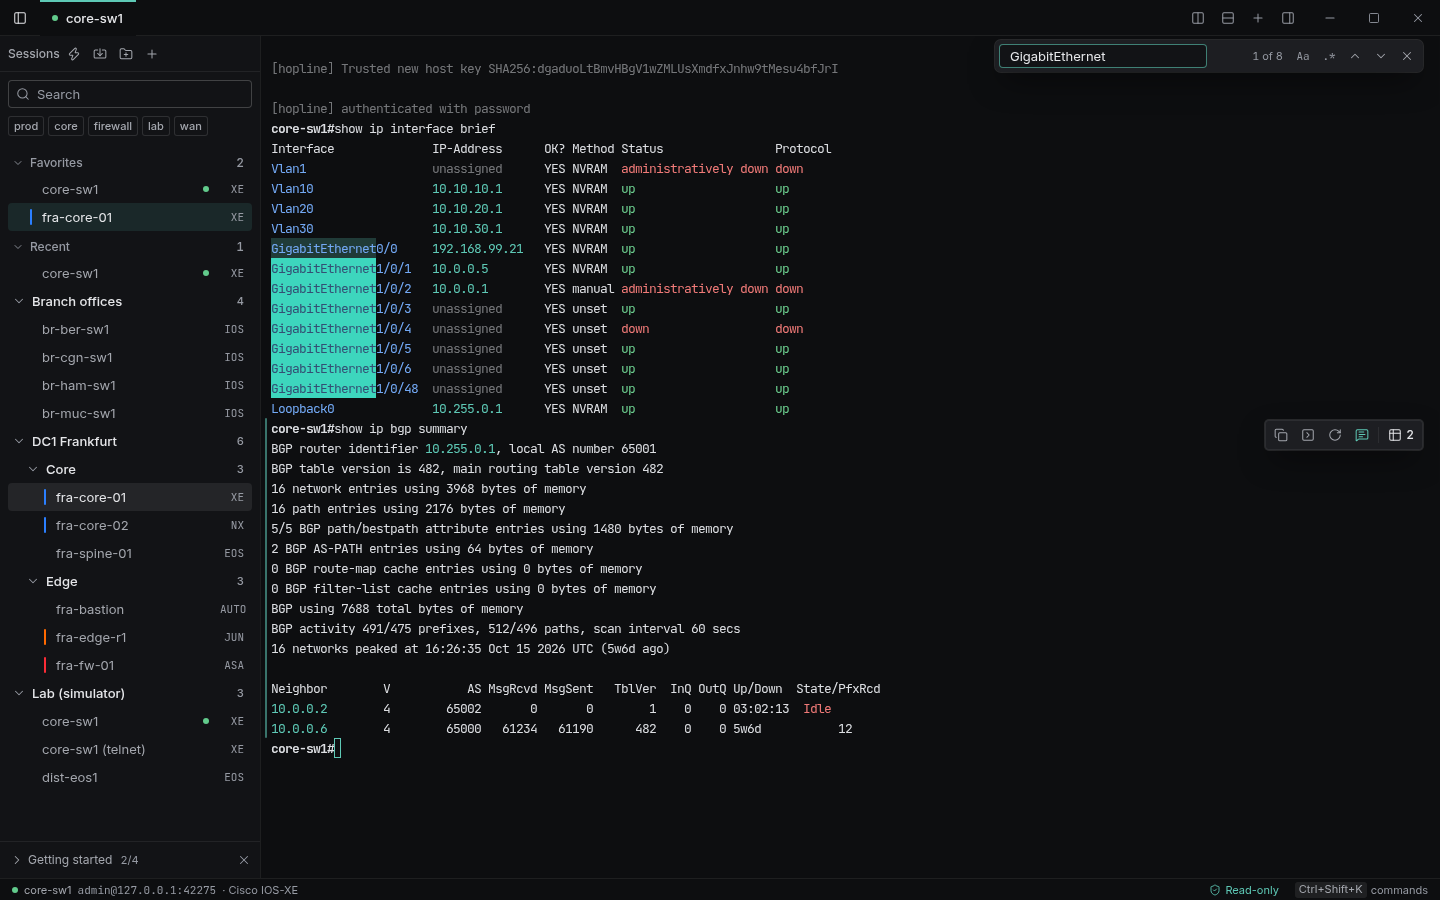 core-sw1
Sessions
Search
prod core firewall lab wan
Favorites 2
core-sw1 XE
fra-core-01 XE
Recent 1
core-sw1 XE
Branch offices 4
br-ber-sw1 IOS
br-cgn-sw1 IOS
br-ham-sw1 IOS
br-muc-sw1 IOS
DC1 Frankfurt 6
Core 3
fra-core-01 XE
fra-core-02 NX
fra-spine-01 EOS
Edge 3
fra-bastion AUTO
fra-edge-r1 JUN
fra-fw-01 ASA
Lab (simulator) 3
core-sw1 XE
core-sw1 (telnet) XE
dist-eos1 EOS
Getting started 2/4
GigabitEthernet 1 of 8 Aa .*
[hopline] Trusted new host key SHA256:dgaduoLtBmvHBgV1wZMLUsXmdfxJnhw9tMesu4bfJrI
[hopline] authenticated with password
core-sw1#show ip interface brief
Interface IP-Address OK? Method Status Protocol
Vlan1 unassigned YES NVRAM administratively down down
Vlan10 10.10.10.1 YES NVRAM up up
Vlan20 10.10.20.1 YES NVRAM up up
Vlan30 10.10.30.1 YES NVRAM up up
GigabitEthernet0/0 192.168.99.21 YES NVRAM up up
GigabitEthernet1/0/1 10.0.0.5 YES NVRAM up up
GigabitEthernet1/0/2 10.0.0.1 YES manual administratively down down
GigabitEthernet1/0/3 unassigned YES unset up up
GigabitEthernet1/0/4 unassigned YES unset down down
GigabitEthernet1/0/5 unassigned YES unset up up
GigabitEthernet1/0/6 unassigned YES unset up up
GigabitEthernet1/0/48 unassigned YES unset up up
Loopback0 10.255.0.1 YES NVRAM up up
core-sw1#show ip bgp summary
BGP router identifier 10.255.0.1, local AS number 65001
BGP table version is 482, main routing table version 482
16 network entries using 3968 bytes of memory
16 path entries using 2176 bytes of memory
5/5 BGP path/bestpath attribute entries using 1480 bytes of memory
2 BGP AS-PATH entries using 64 bytes of memory
0 BGP route-map cache entries using 0 bytes of memory
0 BGP filter-list cache entries using 0 bytes of memory
BGP using 7688 total bytes of memory
BGP activity 491/475 prefixes, 512/496 paths, scan interval 60 secs
16 networks peaked at 16:26:35 Oct 15 2026 UTC (5w6d ago)
Neighbor V AS MsgRcvd MsgSent TblVer InQ OutQ Up/Down State/PfxRcd
10.0.0.2 4 65002 0 0 1 0 0 03:02:13 Idle
10.0.0.6 4 65000 61234 61190 482 0 0 5w6d 12
core-sw1#
2
core-sw1 admin@127.0.0.1:42275 · Cisco IOS-XE
Read-only Ctrl+Shift+K commands